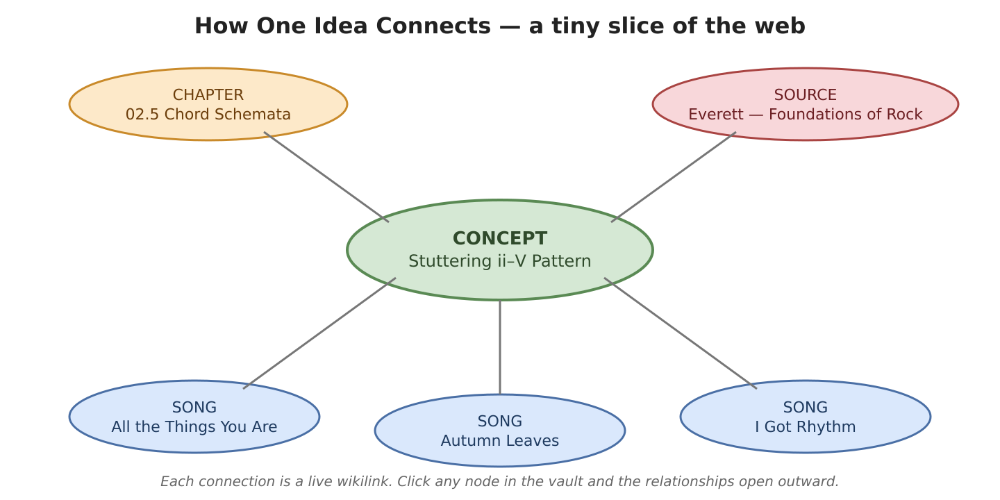 How One Idea Connects — a tiny slice of the web
CHAPTER
02.5 Chord Schemata
SOURCE
Everett — Foundations of Rock
CONCEPT
Stuttering ii–V Pattern
SONG
All the Things You Are
SONG
Autumn Leaves
SONG
I Got Rhythm
Each connection is a live wikilink. Click any node in the vault and the relationships open outward.